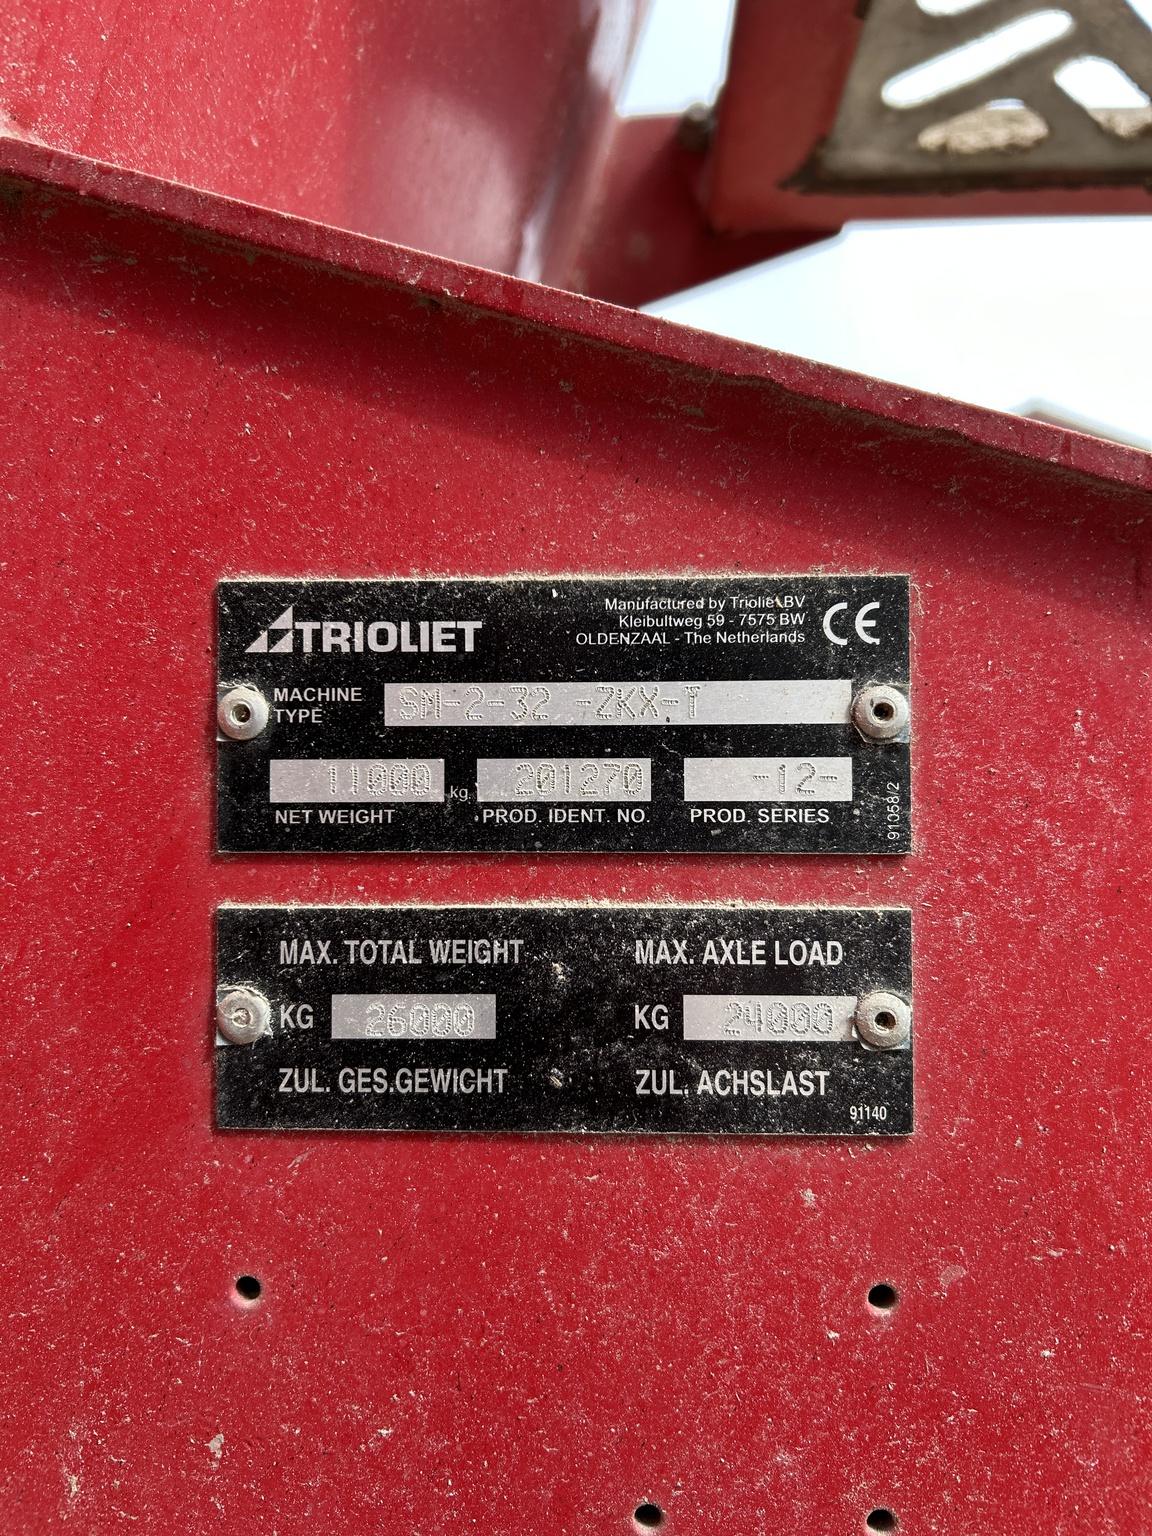 TRIOLIET
Manufactured by Trioliet BV
Kleibultweg 59 - 7575 BW
OLDENZAAL - The Netherlands
CE
MACHINE
TYPE
SM-2-32 -ZKX-T
11000 kg
201270
-12-
NET WEIGHT
PROD. IDENT. NO.
PROD. SERIES
91058/2
MAX. TOTAL WEIGHT
MAX. AXLE LOAD
KG 26000
KG 24000
ZUL. GES.GEWICHT
ZUL. ACHSLAST
91140